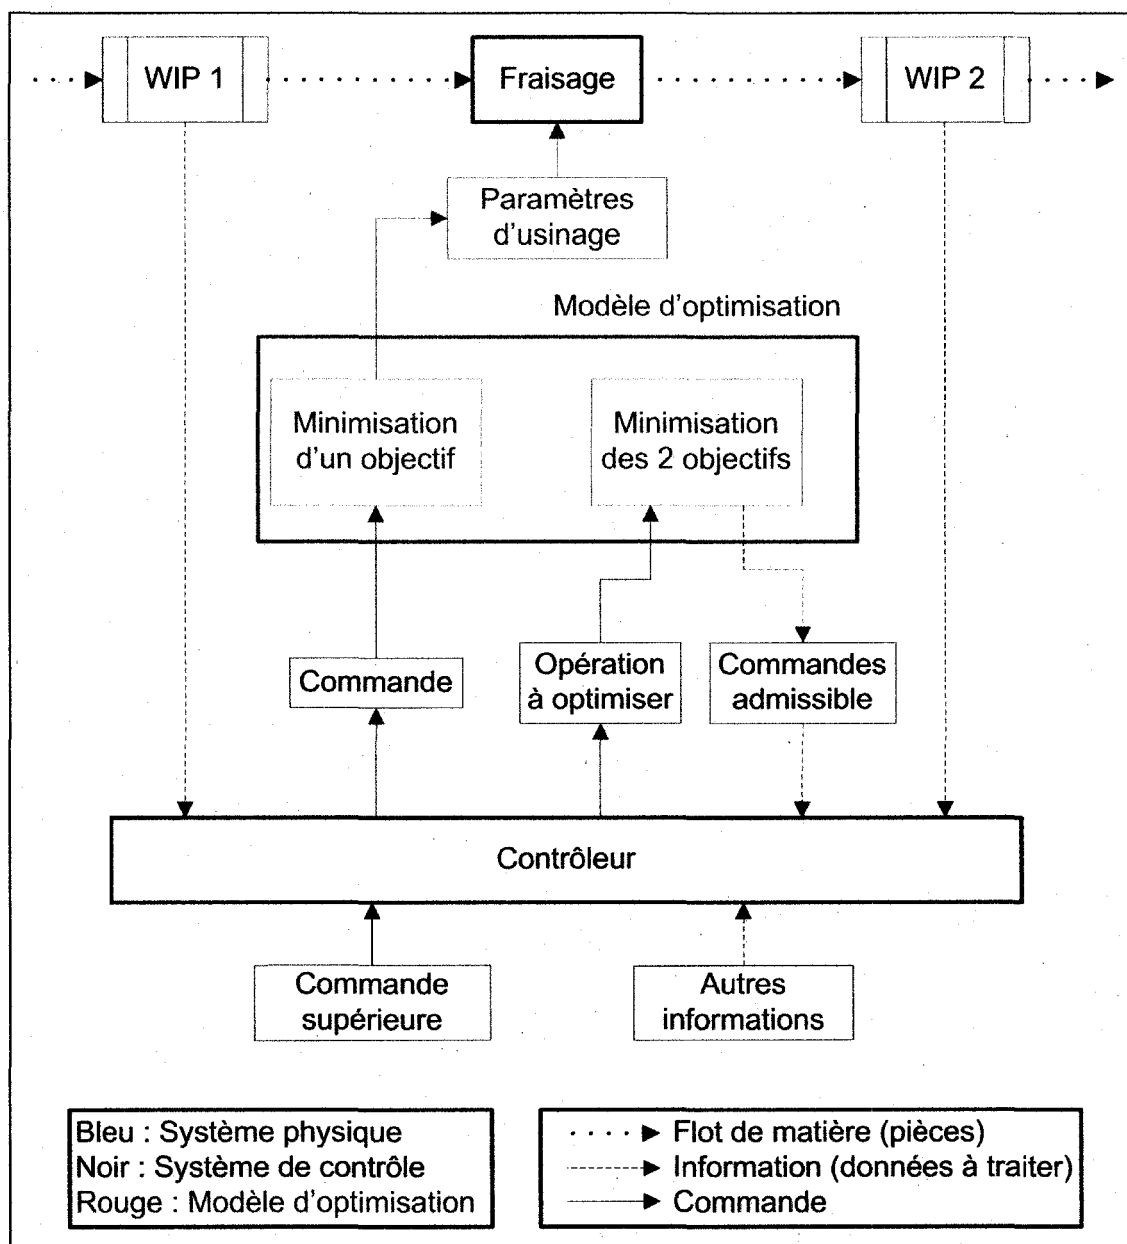 WIP 1
Fraisage
WIP 2
Paramètres
d'usinage
Modèle d'optimisation
Minimisation
d'un objectif
Minimisation
des 2 objectifs
Commande
Opération
à optimiser
Commandes
admissible
Contrôleur
Commande
supérieure
Autres
informations
Bleu : Système physique
Noir : Système de contrôle
Rouge : Modèle d'optimisation
Flot de matière (pièces)
Information (données à traiter)
Commande